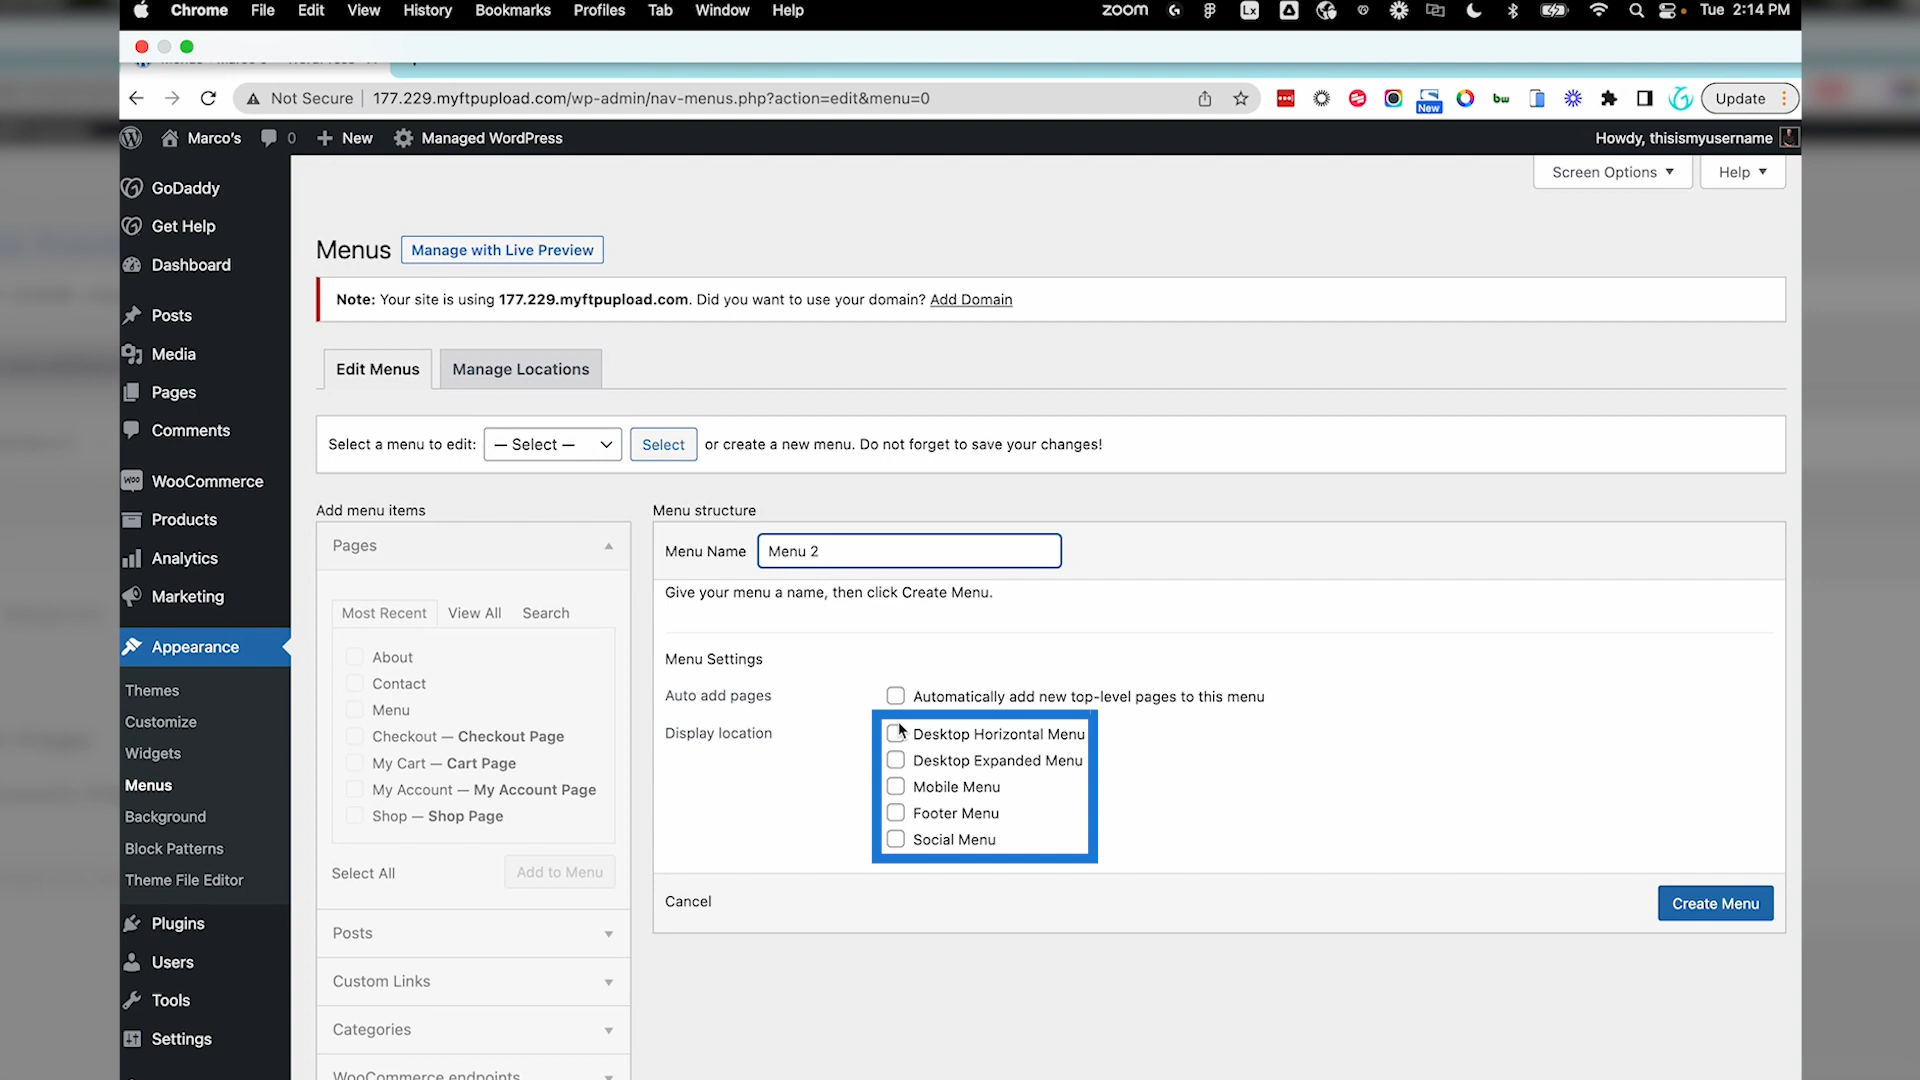 Chrome File Edit View History Bookmarks Profiles Tab Window Help
zoom Tue 2:14 PM
Not Secure 177.229.myftpupload.com/wp-admin/nav-menus.php?action=edit&menu=0
New bw Update
Marco's 0 New Managed WordPress Howdy, thisismyusername
Screen Options Help
GoDaddy
Get Help
Dashboard
Posts
Media
Pages
Comments
WooCommerce
Products
Analytics
Marketing
Appearance
Themes
Customize
Widgets
Menus
Background
Block Patterns
Theme File Editor
Plugins
Users
Tools
Settings
Menus Manage with Live Preview
Note: Your site is using 177.229.myftpupload.com. Did you want to use your domain? Add Domain
Edit Menus Manage Locations
Select a menu to edit: — Select — Select or create a new menu. Do not forget to save your changes!
Add menu items
Pages
Most Recent View All Search
About
Contact
Menu
Checkout — Checkout Page
My Cart — Cart Page
My Account — My Account Page
Shop — Shop Page
Select All Add to Menu
Posts
Custom Links
Categories
WooCommerce endpoints
Menu structure
Menu Name Menu 2
Give your menu a name, then click Create Menu.
Menu Settings
Auto add pages Automatically add new top-level pages to this menu
Display location Desktop Horizontal Menu
Desktop Expanded Menu
Mobile Menu
Footer Menu
Social Menu
Cancel Create Menu